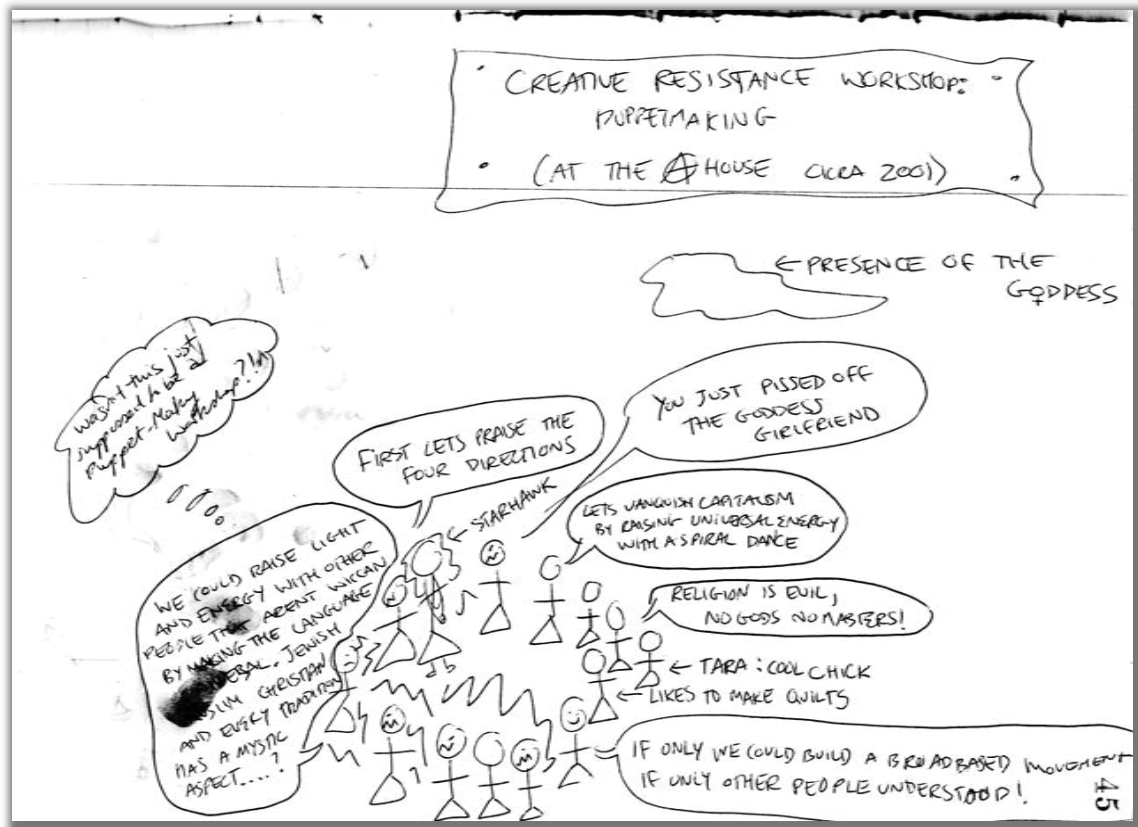 CREATIVE RESISTANCE WORKSHOP:
PUPPETMAKING
(AT THE Ⓐ HOUSE CIRCA 2001)
← PRESENCE OF THE
GODDESS
wasn't this just
supposed to be a
puppet-making
workshop?!
YOU JUST PISSED OFF
THE GODDESS
GIRLFRIEND
FIRST LETS PRAISE THE
FOUR DIRECTIONS
← STARHAWK
LETS VANQUISH CAPITALISM
BY RAISING UNIVERSAL ENERGY
WITH A SPIRAL DANCE
WE COULD RAISE LIGHT
AND ENERGY WITH OTHER
PEOPLE THAT ARENT WICCAN
BY MAKING THE LANGUAGE
JEWISH
CHRISTIAN
AND EVERY TRADITION
HAS A MYSTIC
ASPECT....?
RELIGION IS EVIL,
NO GODS NO MASTERS!
← TARA: COOL CHICK
← LIKES TO MAKE QUILTS
IF ONLY WE COULD BUILD A BROADBASED MOVEMENT
IF ONLY OTHER PEOPLE UNDERSTOOD!
45